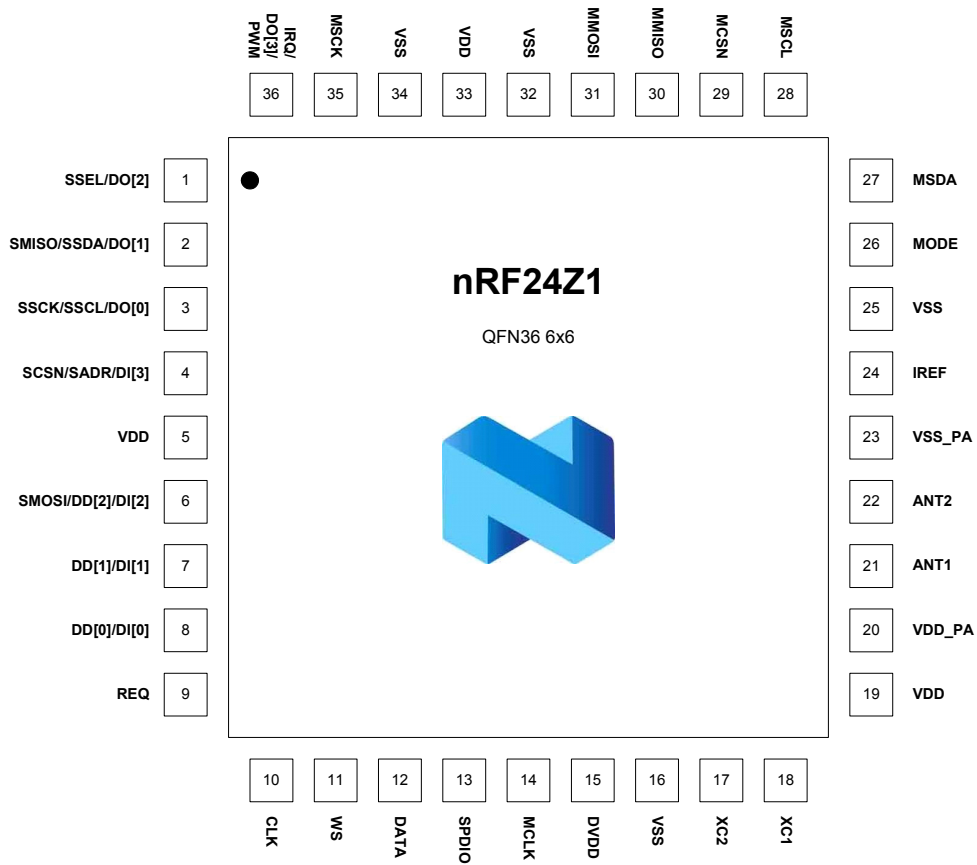 IRQ/
DO[3]/
PWM
MSCK
VSS
VDD
VSS
MMOSI
MMISO
MCSN
MSCL
36
35
34
33
32
31
30
29
28
SSEL/DO[2]
1
27
MSDA
SMISO/SSDA/DO[1]
2
26
MODE
SSCK/SSCL/DO[0]
3
25
VSS
SCSN/SADR/DI[3]
4
24
IREF
VDD
5
23
VSS_PA
SMOSI/DD[2]/DI[2]
6
22
ANT2
DD[1]/DI[1]
7
21
ANT1
DD[0]/DI[0]
8
20
VDD_PA
REQ
9
19
VDD
nRF24Z1
QFN36 6x6
10
11
12
13
14
15
16
17
18
CLK
WS
DATA
SPDIO
MCLK
DVDD
VSS
XC2
XC1